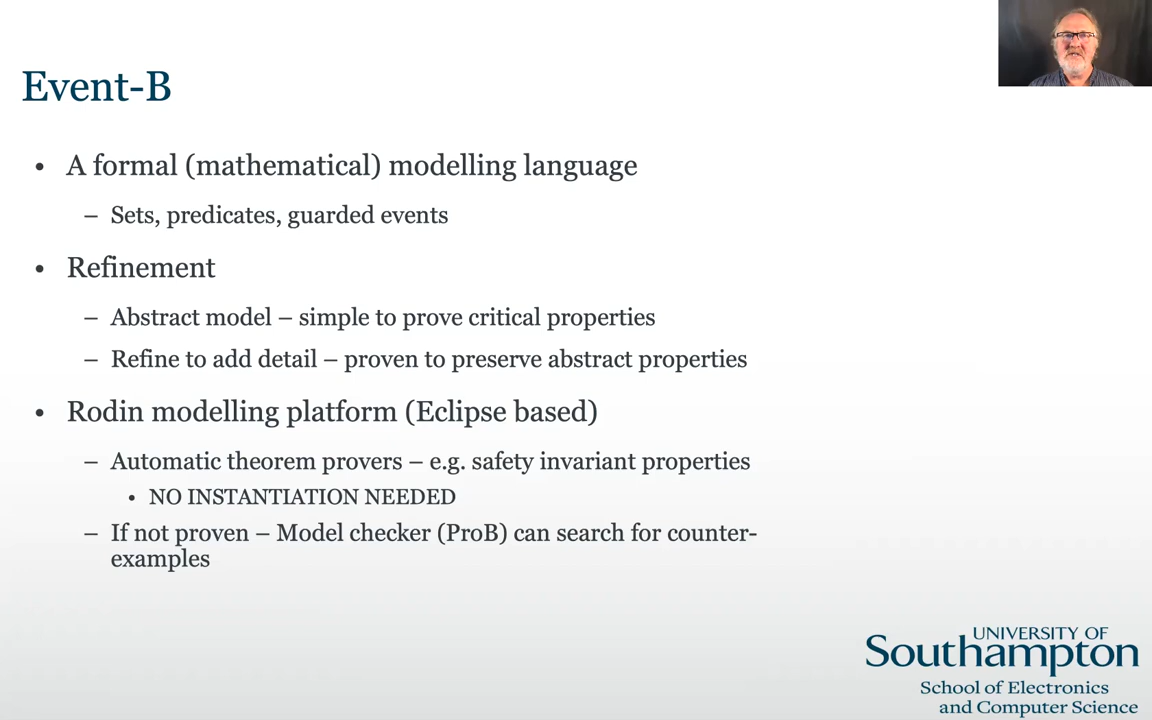 Event-B
• A formal (mathematical) modelling language
– Sets, predicates, guarded events
• Refinement
– Abstract model – simple to prove critical properties
– Refine to add detail – proven to preserve abstract properties
• Rodin modelling platform (Eclipse based)
– Automatic theorem provers – e.g. safety invariant properties
• NO INSTANTIATION NEEDED
– If not proven – Model checker (ProB) can search for counter-
examples
UNIVERSITY OF
Southampton
School of Electronics
and Computer Science